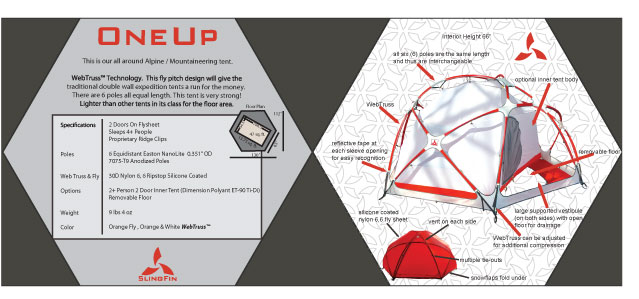 ONEUP
This is our all around Alpine / Mountaineering tent.
WebTruss™ Technology. This fly pitch design will give the
traditional double wall expedition tents a run for the money.
There are 6 poles all equal length. This tent is very strong!
Lighter than other tents in its class for the floor area.
Floor Plan
112"
47 sq. ft.
Specifications
2 Doors On Flysheet
Sleeps 4+ People
Proprietary Ridge Clips
Poles
6 Equidistant Easton NanoLite 0.351" OD
7075-T9 Anodized Poles
Web Truss & Fly
30D Nylon 6, 6 Ripstop Silicone Coated
Options
2+ Person 2 Door Inner Tent (Dimension Polyant ET-90 TI-DI)
Removable Floor
Weight
9 lbs 4 oz
Color
Orange Fly, Orange & White WebTruss™
SLINGFIN
Interior Height 66"
all six (6) poles are the same length
and thus are interchangeable
optional inner tent body
WebTruss
reflective tape at
each sleeve opening
for easy recognition
removable floor
large supported vestibule
(on both sides) with open
floor for drainage
silicone coated
nylon 6,6 fly sheet
vent on each side
WebTruss can be adjusted
for additional compression
multiple tie-outs
snowflaps fold under